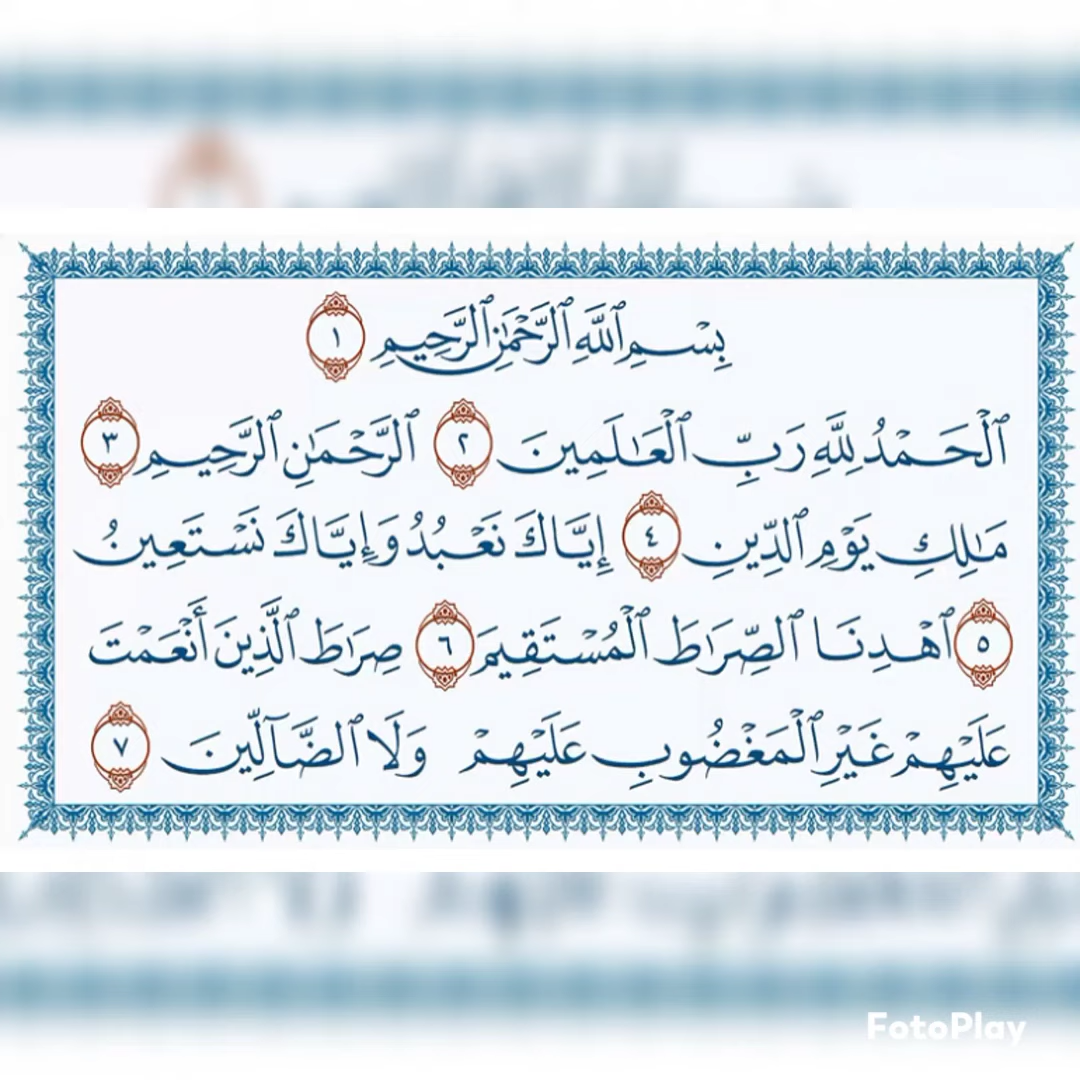 بِسْمِ ٱللَّهِ ٱلرَّحْمَٰنِ ٱلرَّحِيمِ ١
ٱلْحَمْدُ لِلَّهِ رَبِّ ٱلْعَٰلَمِينَ ٢ ٱلرَّحْمَٰنِ ٱلرَّحِيمِ ٣
مَٰلِكِ يَوْمِ ٱلدِّينِ ٤ إِيَّاكَ نَعْبُدُ وَإِيَّاكَ نَسْتَعِينُ
٥ ٱهْدِنَا ٱلصِّرَٰطَ ٱلْمُسْتَقِيمَ ٦ صِرَٰطَ ٱلَّذِينَ أَنْعَمْتَ
عَلَيْهِمْ غَيْرِ ٱلْمَغْضُوبِ عَلَيْهِمْ وَلَا ٱلضَّآلِّينَ ٧
FotoPlay